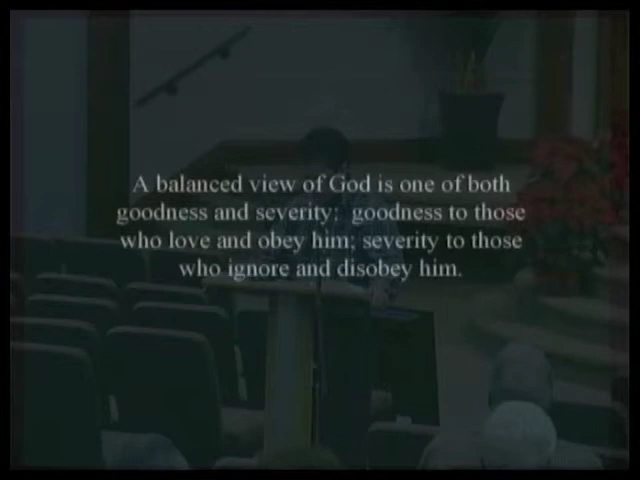 A balanced view of God is one of both
goodness and severity:  goodness to those
who love and obey him; severity to those
who ignore and disobey him.